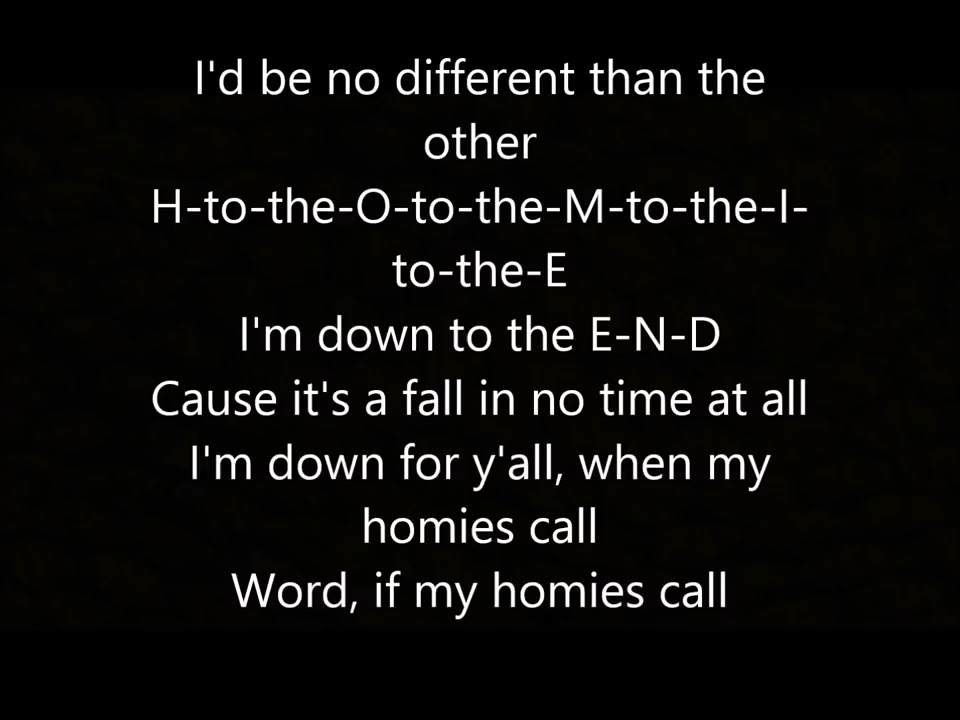 I'd be no different than the
other
H-to-the-O-to-the-M-to-the-I-
to-the-E
I'm down to the E-N-D
Cause it's a fall in no time at all
I'm down for y'all, when my
homies call
Word, if my homies call